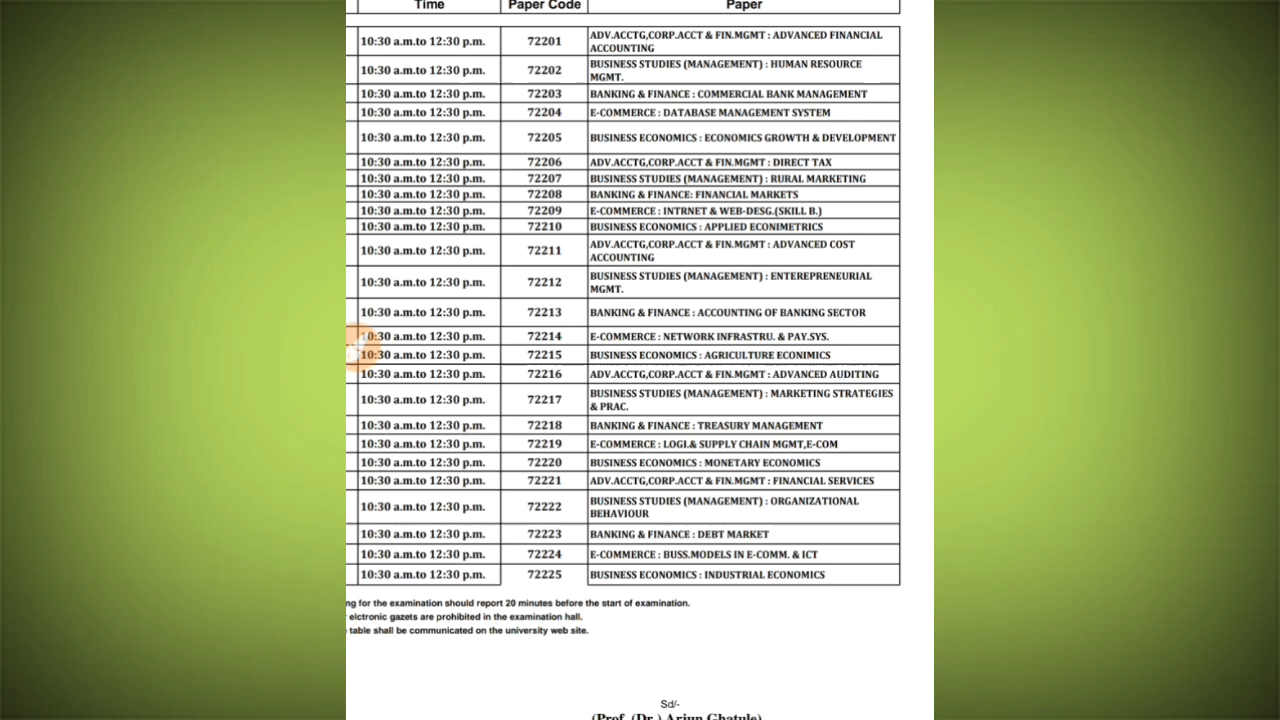 Time Paper Code Paper
10:30 a.m.to 12:30 p.m. 72201 ADV.ACCTG,CORP.ACCT & FIN.MGMT : ADVANCED FINANCIAL
ACCOUNTING
10:30 a.m.to 12:30 p.m. 72202 BUSINESS STUDIES (MANAGEMENT) : HUMAN RESOURCE
MGMT.
10:30 a.m.to 12:30 p.m. 72203 BANKING & FINANCE : COMMERCIAL BANK MANAGEMENT
10:30 a.m.to 12:30 p.m. 72204 E-COMMERCE : DATABASE MANAGEMENT SYSTEM
10:30 a.m.to 12:30 p.m. 72205 BUSINESS ECONOMICS : ECONOMICS GROWTH & DEVELOPMENT
10:30 a.m.to 12:30 p.m. 72206 ADV.ACCTG,CORP.ACCT & FIN.MGMT : DIRECT TAX
10:30 a.m.to 12:30 p.m. 72207 BUSINESS STUDIES (MANAGEMENT) : RURAL MARKETING
10:30 a.m.to 12:30 p.m. 72208 BANKING & FINANCE: FINANCIAL MARKETS
10:30 a.m.to 12:30 p.m. 72209 E-COMMERCE : INTRNET & WEB-DESG.(SKILL B.)
10:30 a.m.to 12:30 p.m. 72210 BUSINESS ECONOMICS : APPLIED ECONIMETRICS
10:30 a.m.to 12:30 p.m. 72211 ADV.ACCTG,CORP.ACCT & FIN.MGMT : ADVANCED COST
ACCOUNTING
10:30 a.m.to 12:30 p.m. 72212 BUSINESS STUDIES (MANAGEMENT) : ENTEREPRENEURIAL
MGMT.
10:30 a.m.to 12:30 p.m. 72213 BANKING & FINANCE : ACCOUNTING OF BANKING SECTOR
10:30 a.m.to 12:30 p.m. 72214 E-COMMERCE : NETWORK INFRASTRU. & PAY.SYS.
10:30 a.m.to 12:30 p.m. 72215 BUSINESS ECONOMICS : AGRICULTURE ECONIMICS
10:30 a.m.to 12:30 p.m. 72216 ADV.ACCTG,CORP.ACCT & FIN.MGMT : ADVANCED AUDITING
10:30 a.m.to 12:30 p.m. 72217 BUSINESS STUDIES (MANAGEMENT) : MARKETING STRATEGIES
& PRAC.
10:30 a.m.to 12:30 p.m. 72218 BANKING & FINANCE : TREASURY MANAGEMENT
10:30 a.m.to 12:30 p.m. 72219 E-COMMERCE : LOGI.& SUPPLY CHAIN MGMT,E-COM
10:30 a.m.to 12:30 p.m. 72220 BUSINESS ECONOMICS : MONETARY ECONOMICS
10:30 a.m.to 12:30 p.m. 72221 ADV.ACCTG,CORP.ACCT & FIN.MGMT : FINANCIAL SERVICES
10:30 a.m.to 12:30 p.m. 72222 BUSINESS STUDIES (MANAGEMENT) : ORGANIZATIONAL
BEHAVIOUR
10:30 a.m.to 12:30 p.m. 72223 BANKING & FINANCE : DEBT MARKET
10:30 a.m.to 12:30 p.m. 72224 E-COMMERCE : BUSS.MODELS IN E-COMM. & ICT
10:30 a.m.to 12:30 p.m. 72225 BUSINESS ECONOMICS : INDUSTRIAL ECONOMICS
ng for the examination should report 20 minutes before the start of examination.
elctronic gazets are prohibited in the examination hall.
table shall be communicated on the university web site.
Sd/-
(Prof. (Dr.) Arjun Ghatule)